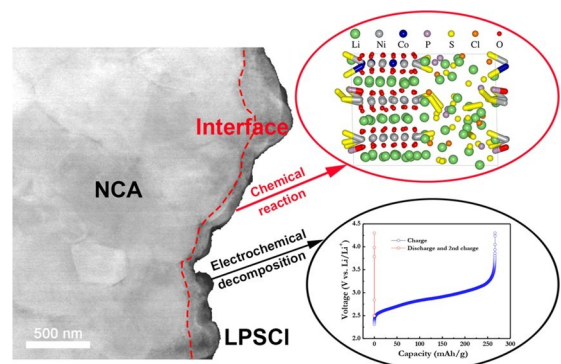 Li Ni Co P S Cl O
Interface
NCA
Chemical
reaction
Electrochemical
decomposition
LPSCl
500 nm
Charge
Discharge and 2nd charge
Voltage (V vs. Li/Li⁺)
4.5
4.0
3.5
3.0
2.5
2.0
0 50 100 150 200 250 300
Capacity (mAh/g)